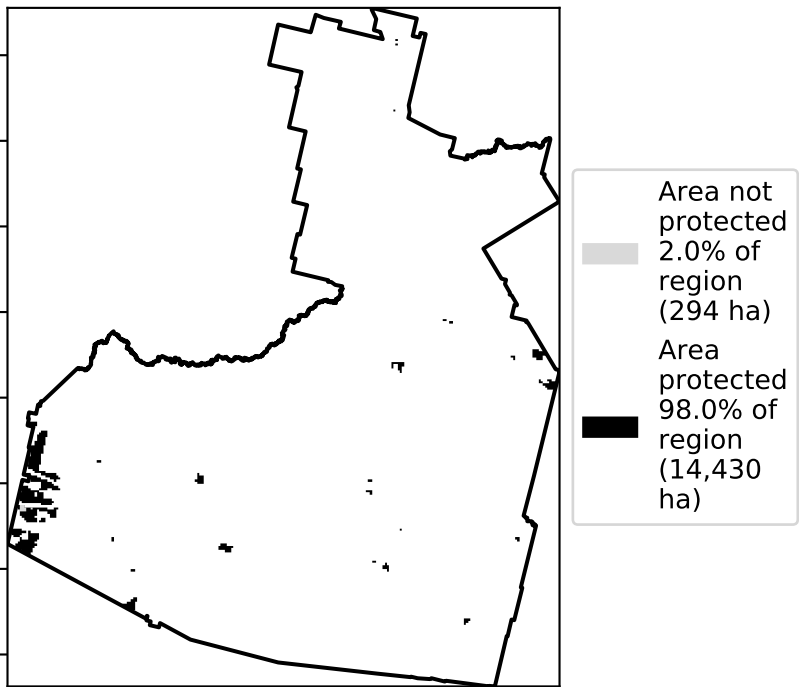 Area not
protected
2.0% of
region
(294 ha)
Area
protected
98.0% of
region
(14,430
ha)